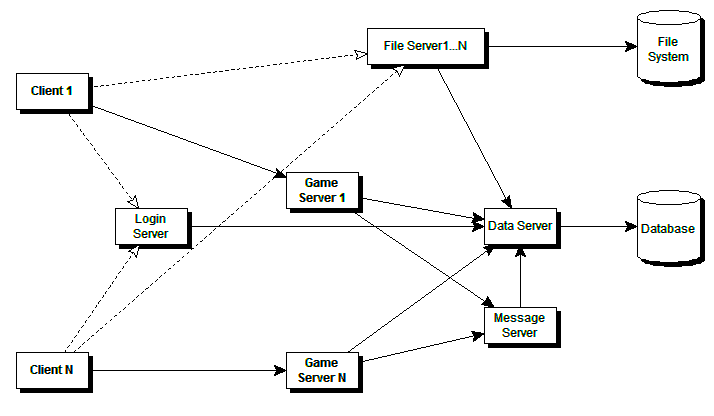 File Server1...N
File
System
Client 1
Game
Server 1
Login
Server
Data Server
Database
Message
Server
Client N
Game
Server N